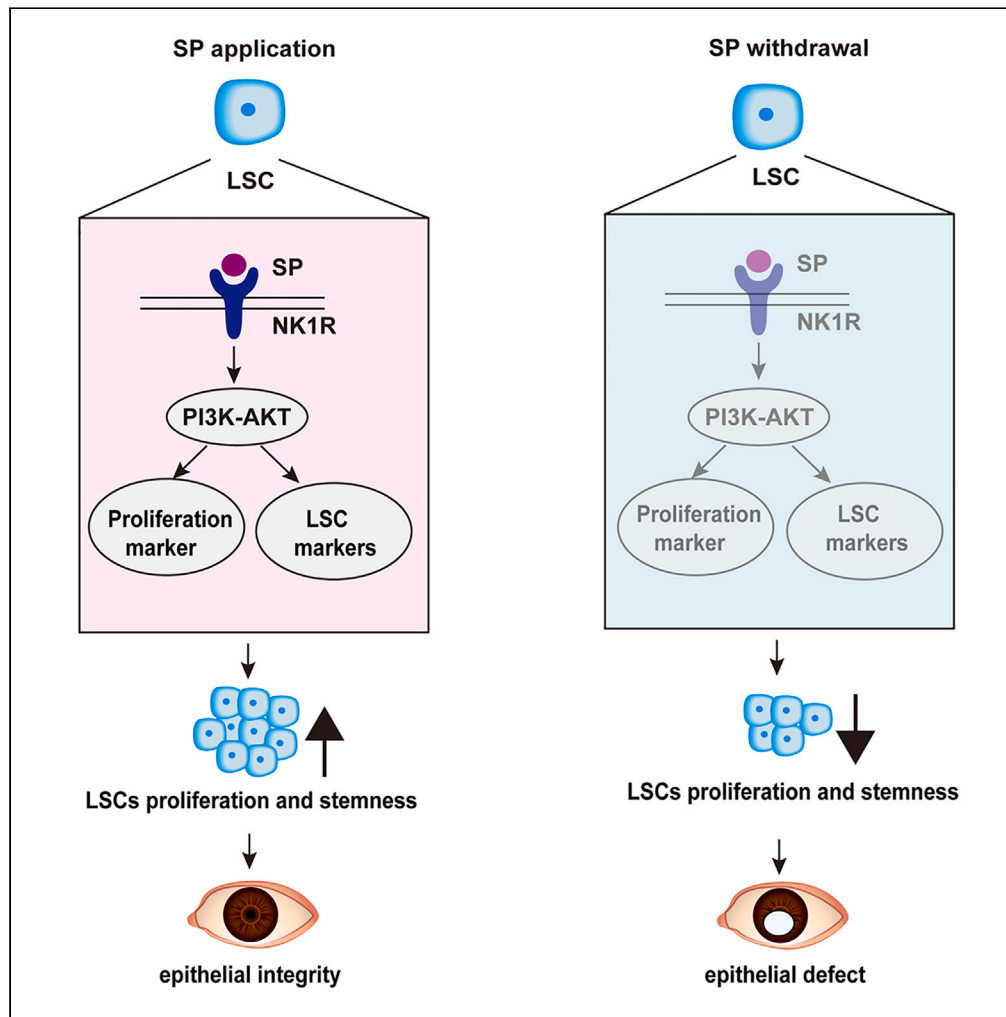 SP application
LSC
SP
NK1R
PI3K-AKT
Proliferation
marker
LSC
markers
LSCs proliferation and stemness
epithelial integrity
SP withdrawal
LSC
SP
NK1R
PI3K-AKT
Proliferation
marker
LSC
markers
LSCs proliferation and stemness
epithelial defect